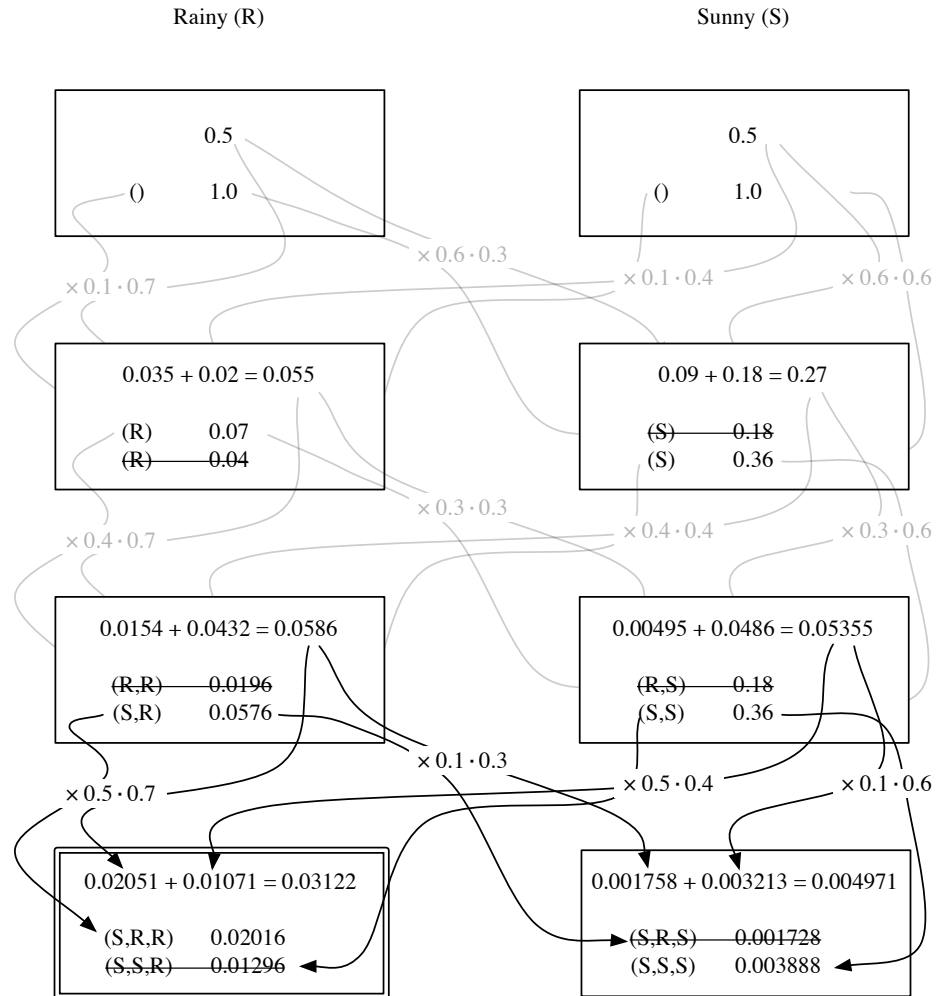 Rainy (R) Sunny (S)
0.5 0.5
() 1.0 () 1.0
× 0.6 · 0.3
× 0.1 · 0.7 × 0.1 · 0.4 × 0.6 · 0.6
0.035 + 0.02 = 0.055 0.09 + 0.18 = 0.27
(R) 0.07 (S) 0.18
(R) 0.04 (S) 0.36
× 0.3 · 0.3
× 0.4 · 0.7 × 0.4 · 0.4 × 0.3 · 0.6
0.0154 + 0.0432 = 0.0586 0.00495 + 0.0486 = 0.05355
(R,R) 0.0196 (R,S) 0.18
(S,R) 0.0576 (S,S) 0.36
× 0.1 · 0.3
× 0.5 · 0.7 × 0.5 · 0.4 × 0.1 · 0.6
0.02051 + 0.01071 = 0.03122 0.001758 + 0.003213 = 0.004971
(S,R,R) 0.02016 (S,R,S) 0.001728
(S,S,R) 0.01296 (S,S,S) 0.003888